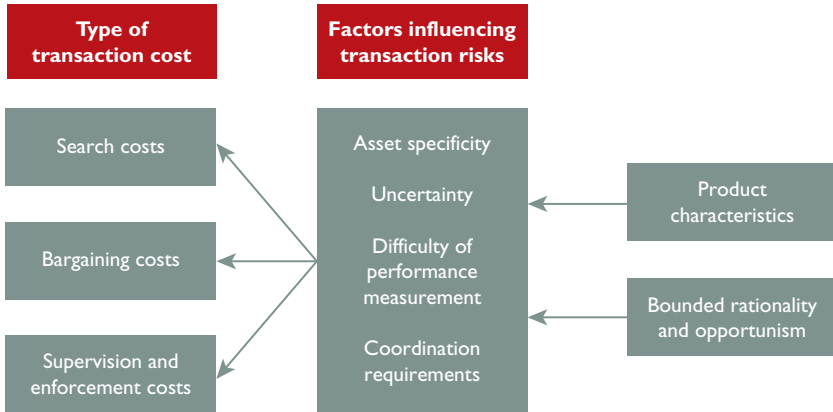 Type of
transaction cost
Factors influencing
transaction risks
Search costs
Bargaining costs
Supervision and
enforcement costs
Asset specificity
Uncertainty
Difficulty of
performance
measurement
Coordination
requirements
Product
characteristics
Bounded rationality
and opportunism